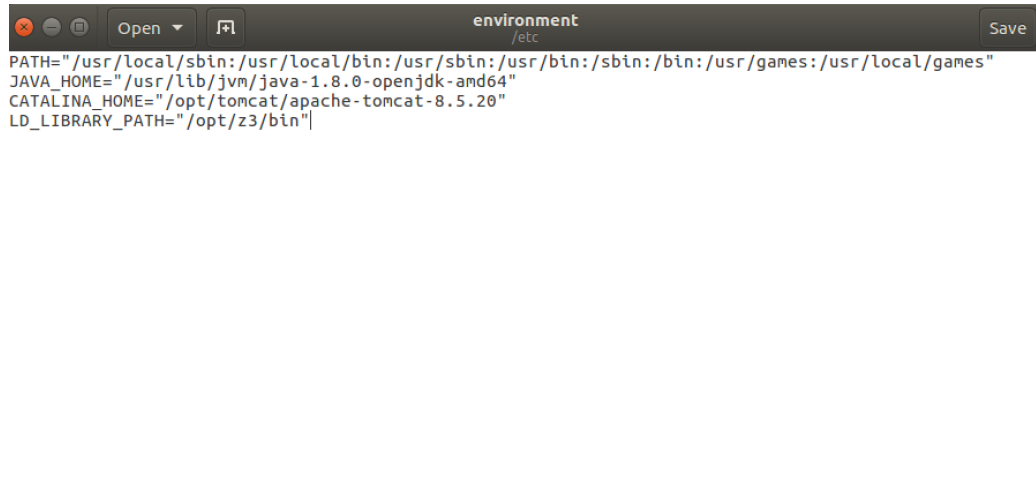 Open
environment
/etc
Save
PATH="/usr/local/sbin:/usr/local/bin:/usr/sbin:/usr/bin:/sbin:/bin:/usr/games:/usr/local/games"
JAVA_HOME="/usr/lib/jvm/java-1.8.0-openjdk-amd64"
CATALINA_HOME="/opt/tomcat/apache-tomcat-8.5.20"
LD_LIBRARY_PATH="/opt/z3/bin"